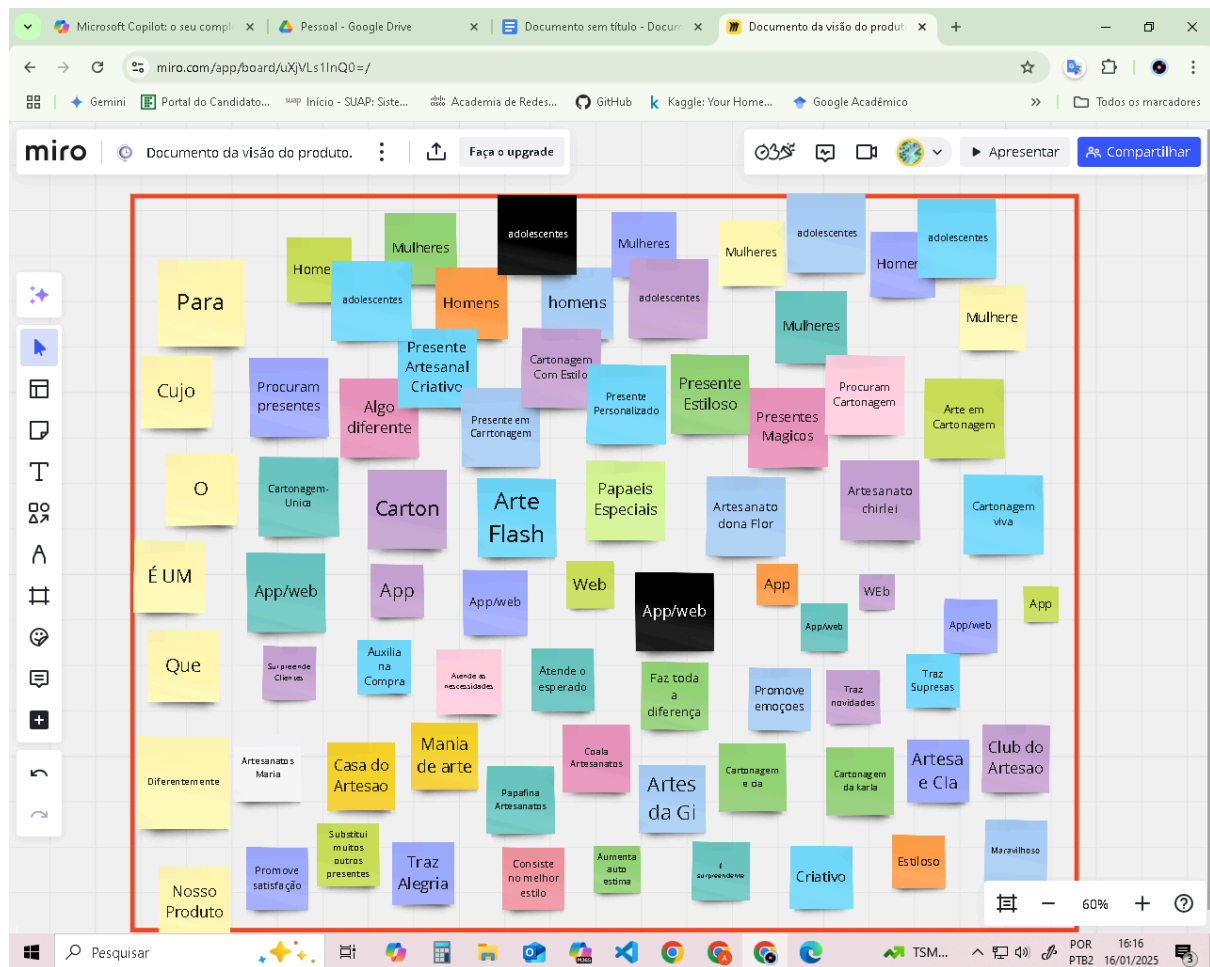 Microsoft Copilot: o seu compl
Pessoal - Google Drive
Documento sem título - Docum
Documento da visão do produt
miro.com/app/board/uXjVLs1InQ0=/
Gemini
Portal do Candidato...
suap Início - SUAP: Siste...
Academia de Redes...
GitHub
Kaggle: Your Home...
Google Acadêmico
Todos os marcadores
miro
Documento da visão do produto.
Faça o upgrade
Apresentar
Compartilhar
Para
Home
Mulheres
adolescentes
Mulheres
Mulheres
adolescentes
Homer
adolescentes
adolescentes
Homens
homens
adolescentes
Mulheres
Mulhere
Cujo
Procuram
presentes
Algo
diferente
Presente
Artesanal
Criativo
Presente em
Carrtonagem
Cartonagem
Com Estilo
Presente
Personalizado
Presente
Estiloso
Presentes
Magicos
Procuram
Cartonagem
Arte em
Cartonagem
O
Cartonagem-
Unica
Carton
Arte
Flash
Papaeis
Especiais
Artesanato
dona Flor
Artesanato
chirlei
Cartonagem
viva
É UM
App/web
App
App/web
Web
App/web
App
App/web
WEb
App/web
App
Que
Surpreende
Clientes
Auxilia
na
Compra
Atende as
nescessidades
Atende o
esperado
Faz toda
a
diferença
Promove
emoçoes
Traz
novidades
Traz
Supresas
Diferentemente
Artesanatos
Maria
Casa do
Artesao
Mania
de arte
Papafina
Artesanatos
Coala
Artesanatos
Artes
da Gi
Cartonagem
e cia
Cartonagem
da karla
Artesa
e Cla
Club do
Artesao
Nosso
Produto
Promove
satisfação
Substitui
muitos
outros
presentes
Traz
Alegria
Consiste
no melhor
estilo
Aumenta
auto
estima
É
surpreendente
Criativo
Estiloso
Maravilhoso
60%
Pesquisar
TSM...
POR
PTB2
16:16
16/01/2025
3